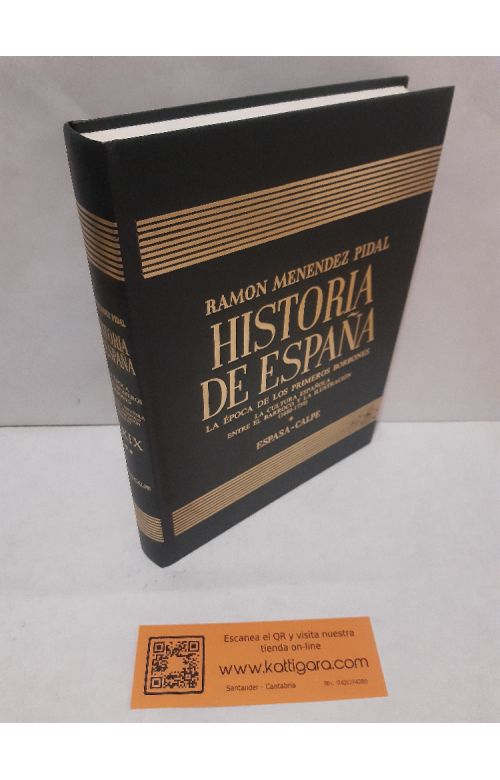 RAMON MENENDEZ PIDAL
HISTORIA
DE ESPAÑA
LA ÉPOCA DE LOS PRIMEROS BORBONES
LA CULTURA ESPAÑOLA
ENTRE EL BARROCO Y LA ILUSTRACIÓN
ESPASA-CALPE
PIDAL
Escanea el QR y visita nuestra
tienda on-line
www.kattigara.com
Santander - Cantabria